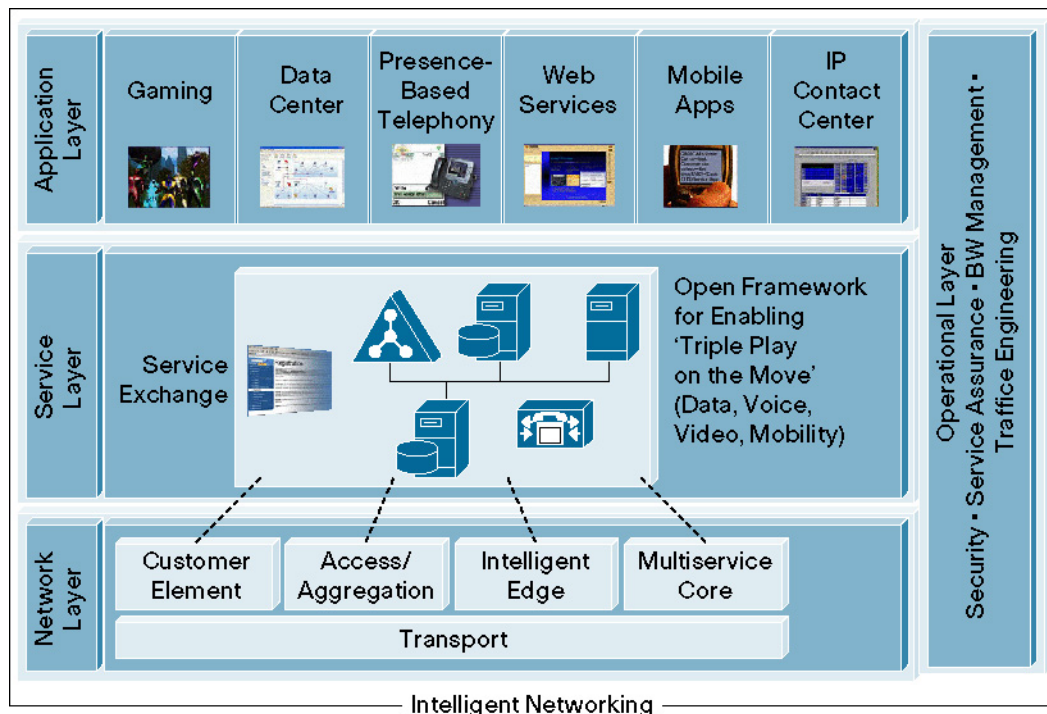 Application
Layer
Gaming
Data
Center
Presence-
Based
Telephony
Web
Services
Mobile
Apps
IP
Contact
Center
Service
Layer
Service
Exchange
Open Framework
for Enabling
‘Triple Play
on the Move’
(Data, Voice,
Video, Mobility)
Network
Layer
Customer
Element
Access/
Aggregation
Intelligent
Edge
Multiservice
Core
Transport
Operational Layer
Security ▪ Service Assurance ▪ BW Management ▪
Traffice Engineering
Intelligent Networking